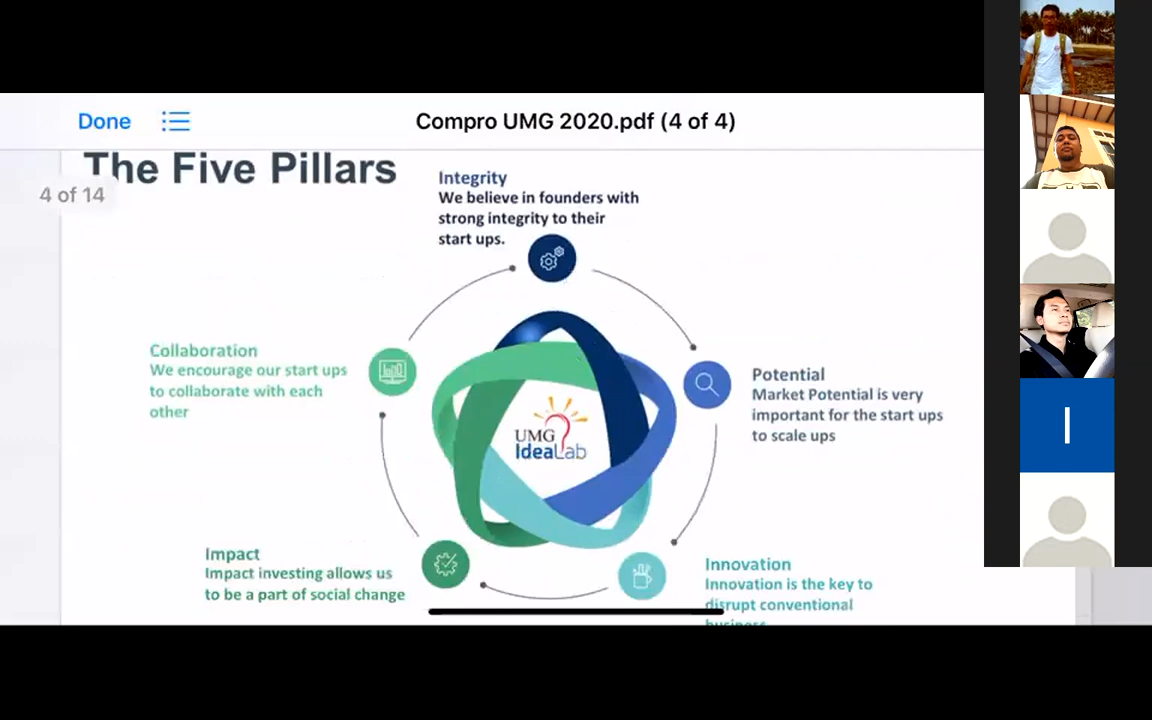 Done
Compro UMG 2020.pdf (4 of 4)
The Five Pillars
4 of 14
Integrity
We believe in founders with
strong integrity to their
start ups.
Collaboration
We encourage our start ups
to collaborate with each
other
Potential
Market Potential is very
important for the start ups
to scale ups
UMG
IdeaLab
Impact
Impact investing allows us
to be a part of social change
Innovation
Innovation is the key to
disrupt conventional
business
I